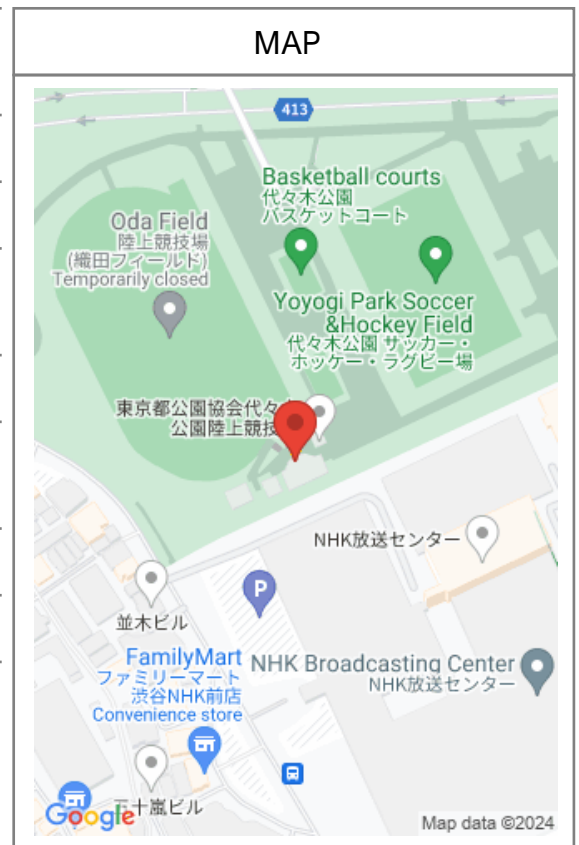 MAP
413
Basketball courts
代々木公園
バスケットコート
Oda Field
陸上競技場
(織田フィールド)
Temporarily closed
Yoyogi Park Soccer
&Hockey Field
代々木公園 サッカー・
ホッケー・ラグビー場
東京都公園協会代々
公園陸上競技
NHK放送センター
P
並木ビル
FamilyMart
ファミリーマート
渋谷NHK前店
Convenience store
NHK Broadcasting Center
NHK放送センター
十嵐ビル
Google
Map data ©2024